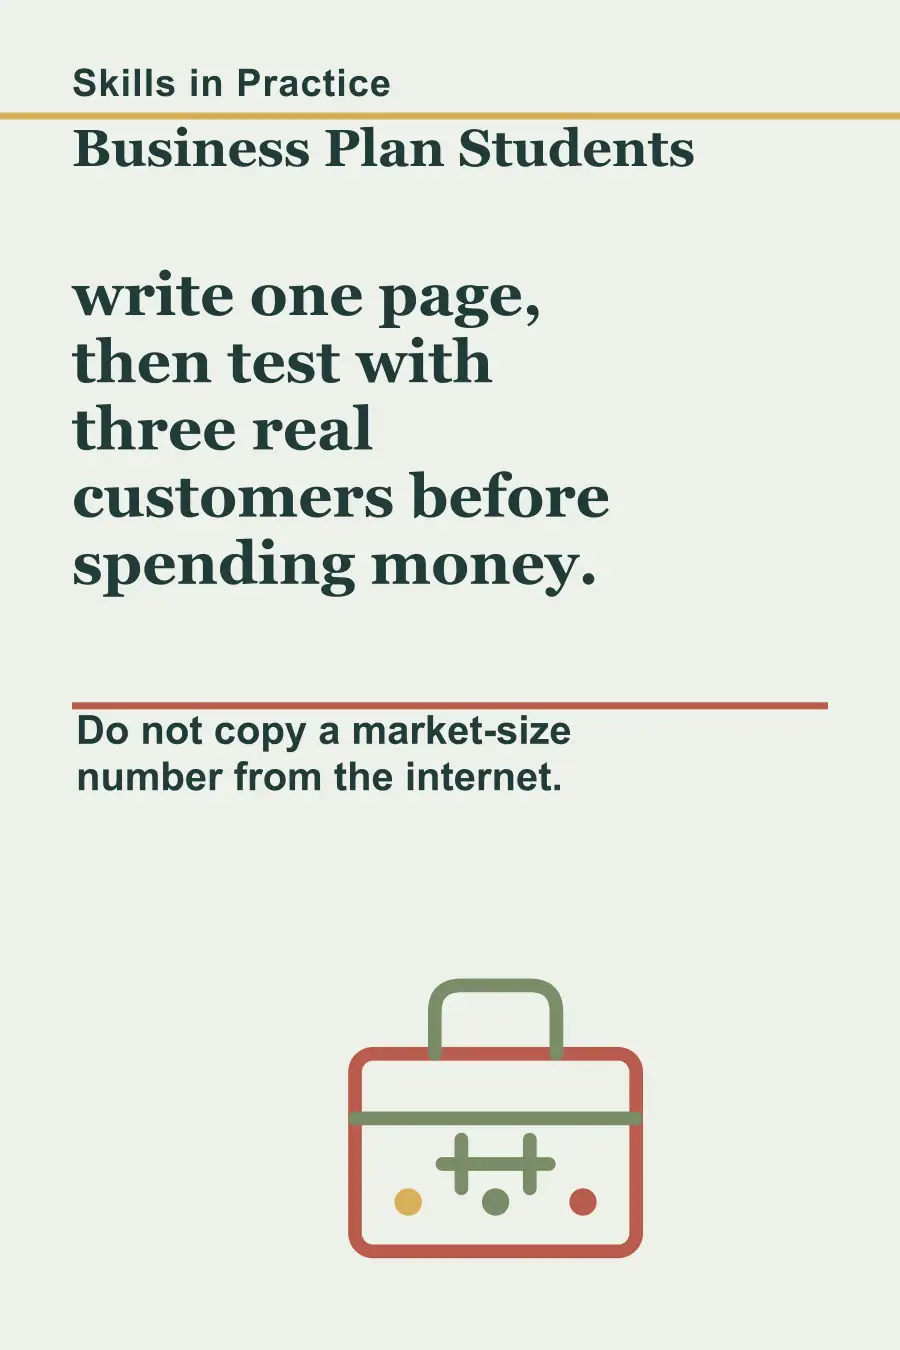 Skills in Practice
Business Plan Students
write one page,
then test with
three real
customers before
spending money.
Do not copy a market-size
number from the internet.